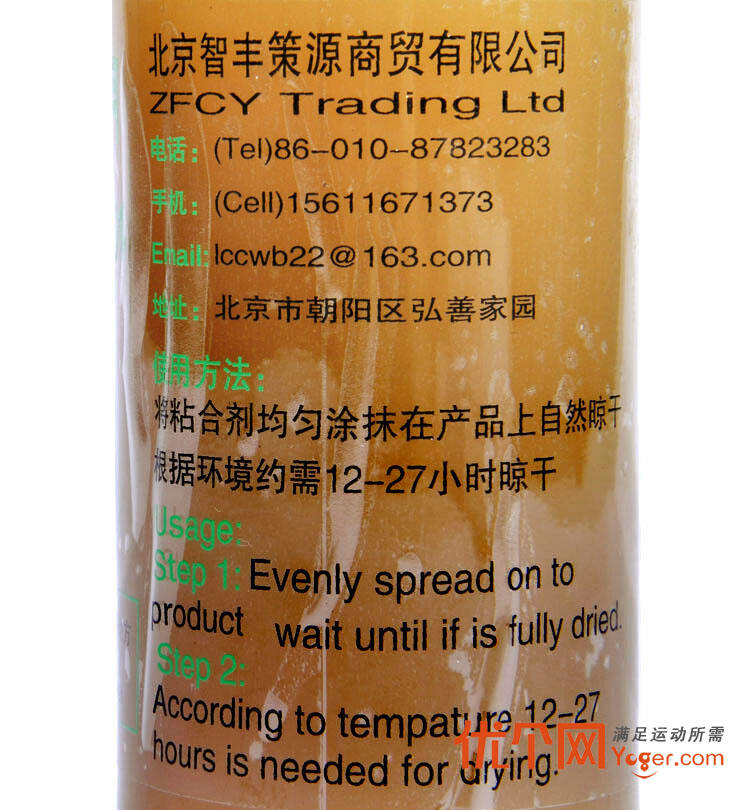 北京智丰策源商贸有限公司
ZFCY Trading Ltd
电话: (Tel)86-010-87823283
手机: (Cell)15611671373
Email: lccwb22@163.com
地址: 北京市朝阳区弘善家园
使用方法:
将粘合剂均匀涂抹在产品上自然晾干
根据环境约需12-27小时晾干
Usage:
Step 1: Evenly spread on to
product wait until if is fully dried.
Step 2:
According to tempature 12-27
hours is needed for drying.
优个网 满足运动所需
Yoger.com
方